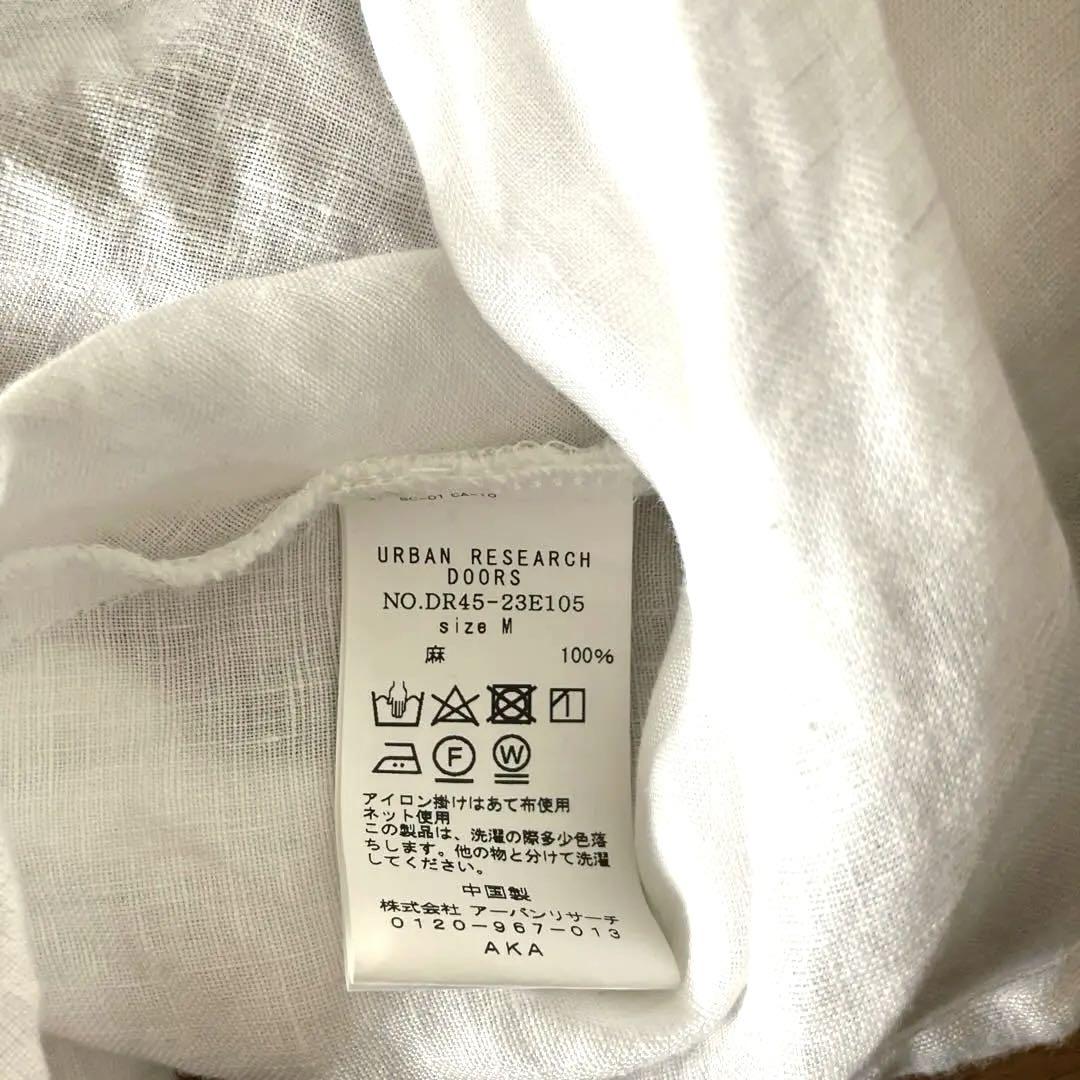 URBAN RESEARCH
DOORS
NO.DR45-23E105
size M
麻 100%
F W
アイロン掛けはあて布使用
ネット使用
この製品は、洗濯の際多少色落
ちします。他の物と分けて洗濯
してください。
中国製
株式会社 アーバンリサーチ
0120-967-013
AKA